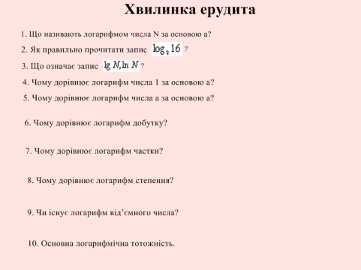 Хвилинка ерудита
1. Що називають логарифмом числа N за основою а?
2. Як правильно прочитати запис log₂16 ?
3. Що означає запис lg N, ln N ?
4. Чому дорівнює логарифм числа 1 за основою а?
5. Чому дорівнює логарифм числа а за основою а?
6. Чому дорівнює логарифм добутку?
7. Чому дорівнює логарифм частки?
8. Чому дорівнює логарифм степення?
9. Чи існує логарифм від’ємного числа?
10. Основна логарифмічна тотожність.